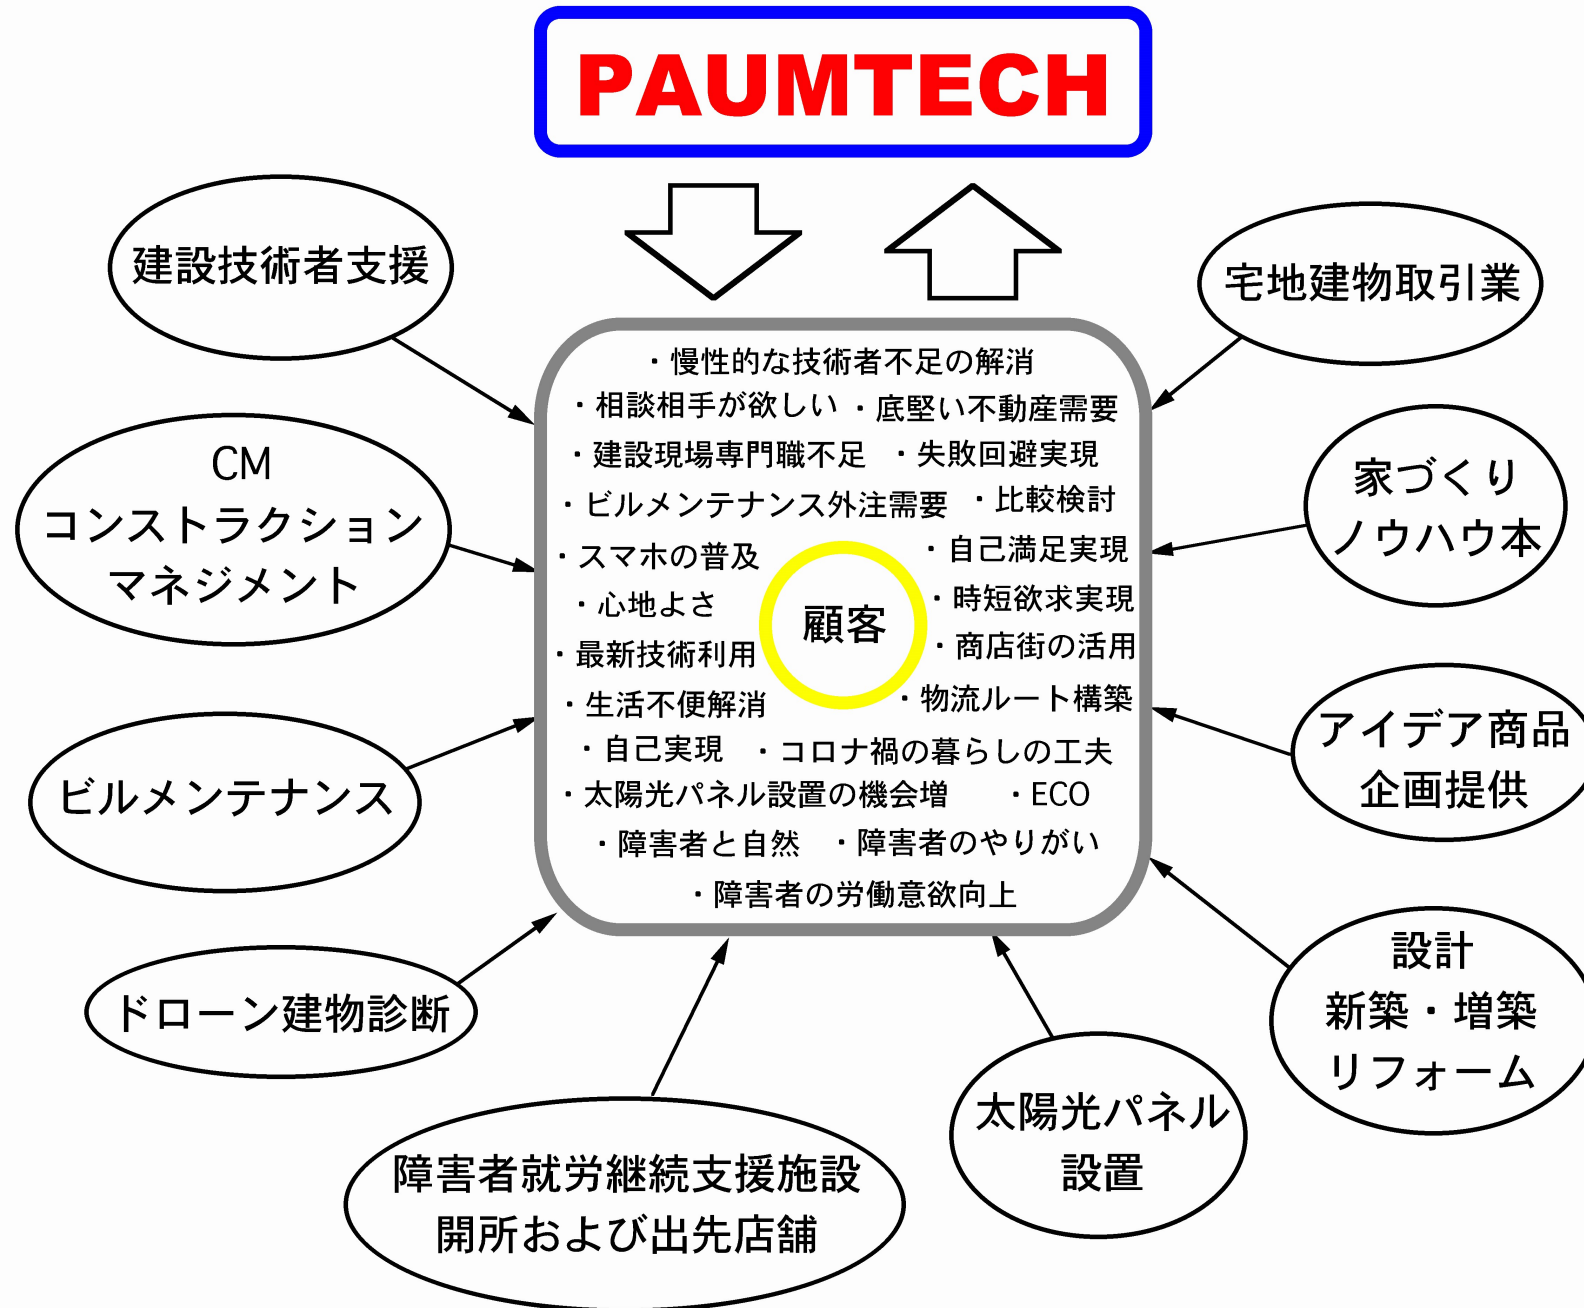 PAUMTECH
建設技術者支援
宅地建物取引業
・慢性的な技術者不足の解消
・相談相手が欲しい ・底堅い不動産需要
・建設現場専門職不足 ・失敗回避実現
・ビルメンテナンス外注需要 ・比較検討
・スマホの普及 ・自己満足実現
・心地よさ ・時短欲求実現
・最新技術利用 ・商店街の活用
・生活不便解消 ・物流ルート構築
・自己実現 ・コロナ禍の暮らしの工夫
・太陽光パネル設置の機会増 ・ECO
・障害者と自然 ・障害者のやりがい
・障害者の労働意欲向上
顧客
CM
コンストラクション
マネジメント
家づくり
ノウハウ本
ビルメンテナンス
アイデア商品
企画提供
ドローン建物診断
設計
新築・増築
リフォーム
障害者就労継続支援施設
開所および出先店舗
太陽光パネル
設置